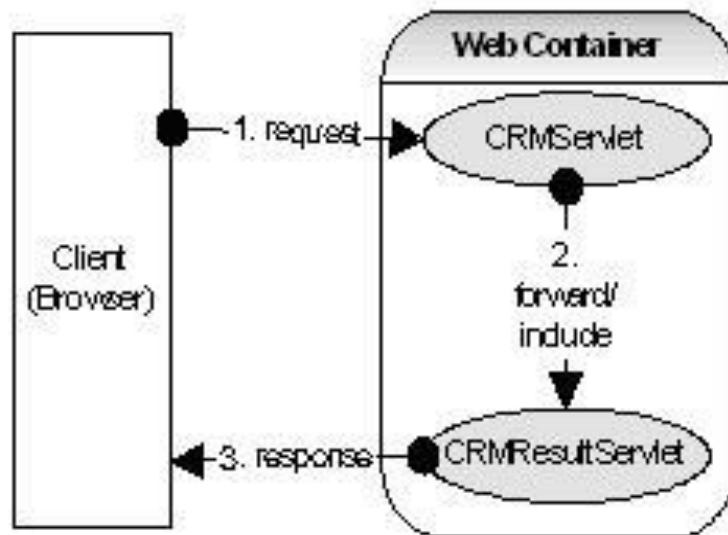 Web Container
1. request
CRMServlet
Client
(Browser)
2.
forward/
include
3. response
CRMResultServlet